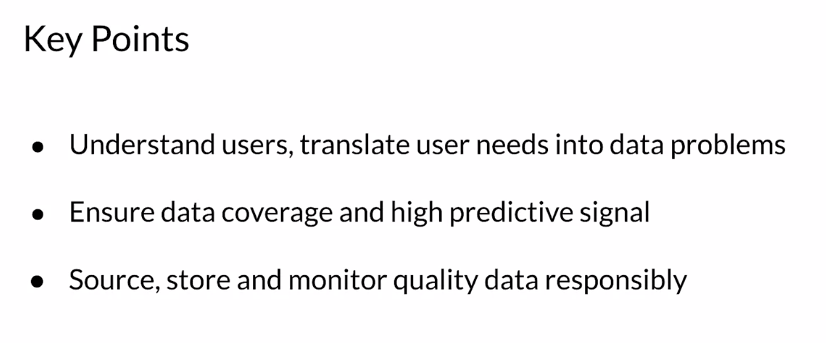 Key Points
● Understand users, translate user needs into data problems
● Ensure data coverage and high predictive signal
● Source, store and monitor quality data responsibly